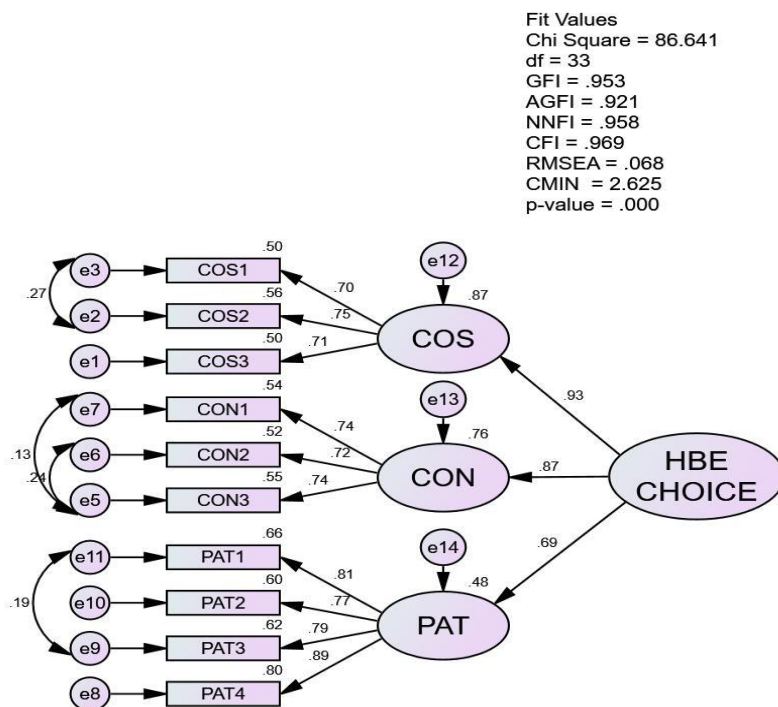 Fit Values
Chi Square = 86.641
df = 33
GFI = .953
AGFI = .921
NNFI = .958
CFI = .969
RMSEA = .068
CMIN = 2.625
p-value = .000
.50
e3
COS1
e12
.70
.87
.27
.56
e2
COS2
.75
COS
.50
e1
COS3
.71
.54
e13
.93
e7
CON1
.74
.76
.52
.13
e6
CON2
.72
CON
.87
HBE
CHOICE
.24
.55
e5
CON3
.74
.66
e14
.69
e11
PAT1
.81
.48
.60
.19
e10
PAT2
.77
PAT
.62
e9
PAT3
.79
.89
.80
e8
PAT4